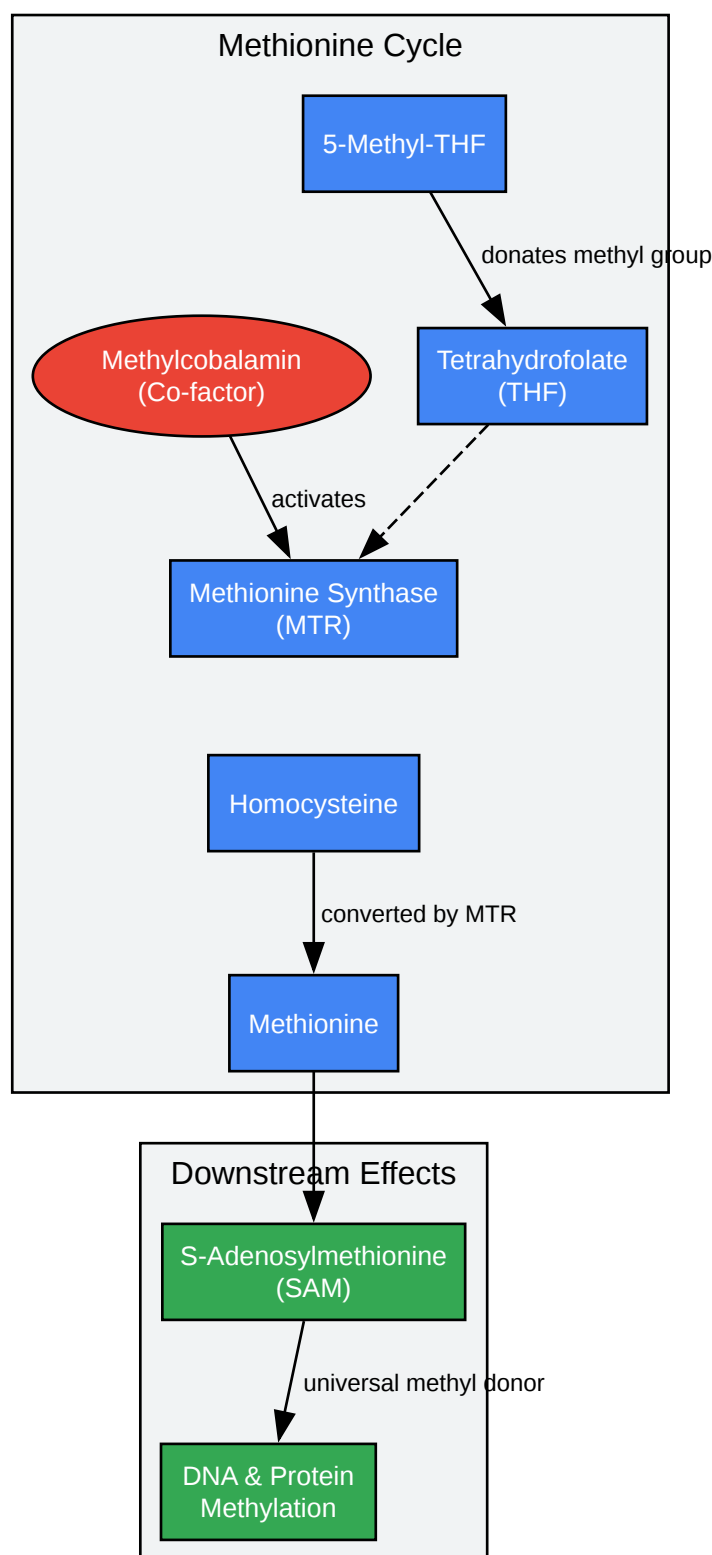 Methionine Cycle
5-Methyl-THF
donates methyl group
Methylcobalamin
(Co-factor)
Tetrahydrofolate
(THF)
activates
Methionine Synthase
(MTR)
Homocysteine
converted by MTR
Methionine
Downstream Effects
S-Adenosylmethionine
(SAM)
universal methyl donor
DNA & Protein
Methylation